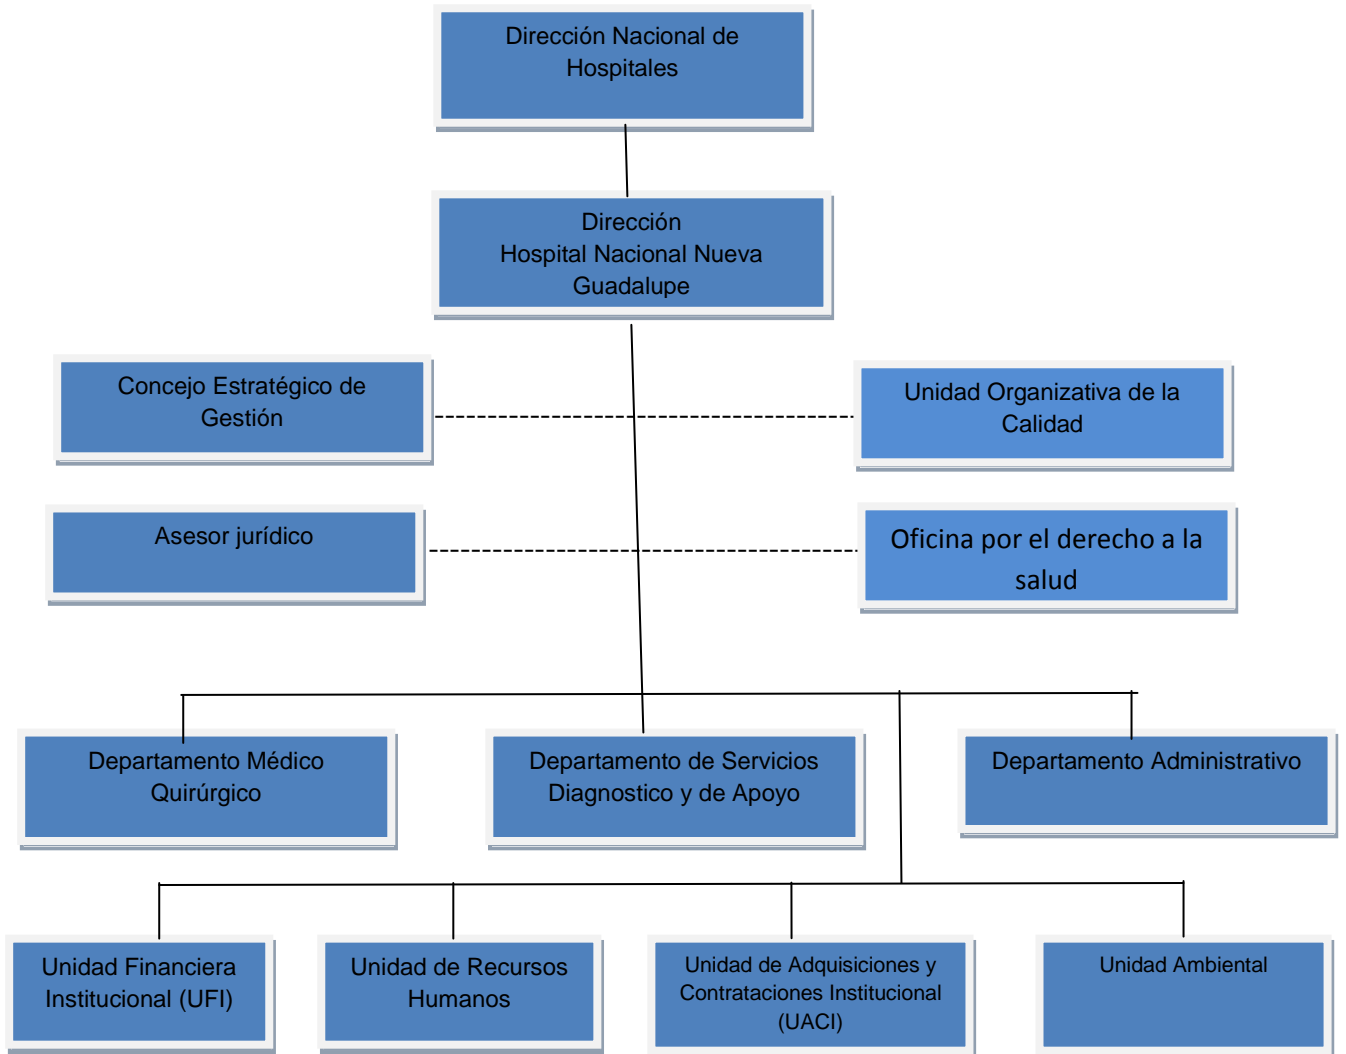 Dirección Nacional de
Hospitales
Dirección
Hospital Nacional Nueva
Guadalupe
Concejo Estratégico de
Gestión
Unidad Organizativa de la
Calidad
Asesor jurídico
Oficina por el derecho a la
salud
Departamento Médico
Quirúrgico
Departamento de Servicios
Diagnostico y de Apoyo
Departamento Administrativo
Unidad Financiera
Institucional (UFI)
Unidad de Recursos
Humanos
Unidad de Adquisiciones y
Contrataciones Institucional
(UACI)
Unidad Ambiental